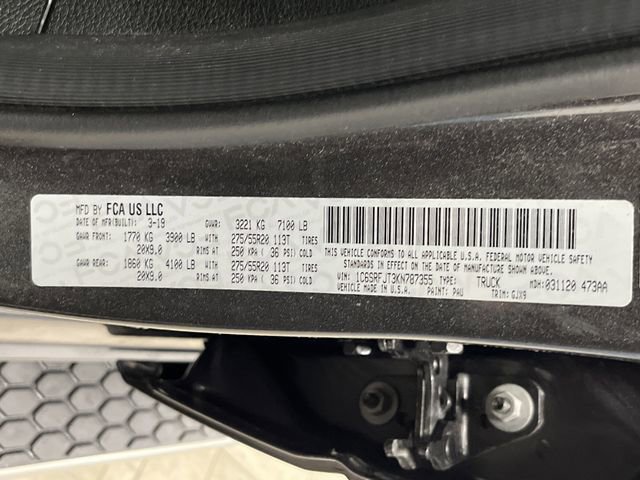 MFD BY FCA US LLC
DATE OF MFR(BUILT): 3-19 GVWR: 3221 KG 7100 LB
GAWR FRONT: 1770 KG 3900 LB WITH 275/55R20 113T TIRES
20X9.0 RIMS AT 250 KPA ( 36 PSI) COLD
GAWR REAR: 1860 KG 4100 LB WITH 275/55R20 113T TIRES
20X9.0 RIMS AT 250 KPA ( 36 PSI) COLD
THIS VEHICLE CONFORMS TO ALL APPLICABLE U.S.A. FEDERAL MOTOR VEHICLE
SAFETY STANDARDS IN EFFECT ON THE DATE OF MANUFACTURE SHOWN ABOVE.
VIN: 1C6SRFJT3KN787355 TYPE: TRUCK MDH: 031120 473AA
VEHICLE MADE IN U.S.A. PAINT: PAU TRIM: GJX9